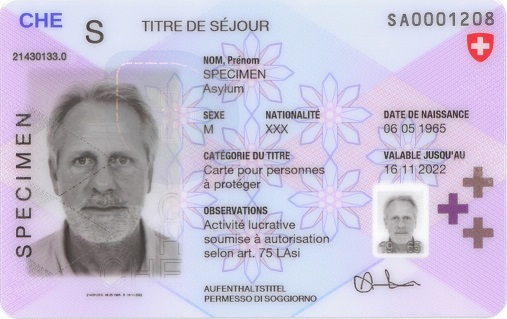 CHE
S
TITRE DE SÉJOUR
SA0001208
21430133.0
SPECIMEN
NOM, Prénom
SPECIMEN
Asylum
SEXE NATIONALITÉ DATE DE NAISSANCE
M XXX 06 05 1965
CATÉGORIE DU TITRE VALABLE JUSQU'AU
Carte pour personnes 16 11 2022
à protéger
OBSERVATIONS
Activité lucrative
soumise à autorisation
selon art. 75 LAsi
AUFENTHALTSTITEL
PERMESSO DI SOGGIORNO